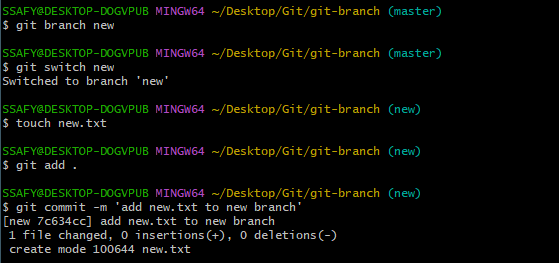 SSAFY@DESKTOP-DOGVPUB MINGW64 ~/Desktop/Git/git-branch (master)
$ git branch new
SSAFY@DESKTOP-DOGVPUB MINGW64 ~/Desktop/Git/git-branch (master)
$ git switch new
Switched to branch 'new'
SSAFY@DESKTOP-DOGVPUB MINGW64 ~/Desktop/Git/git-branch (new)
$ touch new.txt
SSAFY@DESKTOP-DOGVPUB MINGW64 ~/Desktop/Git/git-branch (new)
$ git add .
SSAFY@DESKTOP-DOGVPUB MINGW64 ~/Desktop/Git/git-branch (new)
$ git commit -m 'add new.txt to new branch'
[new 7c634cc] add new.txt to new branch
 1 file changed, 0 insertions(+), 0 deletions(-)
 create mode 100644 new.txt